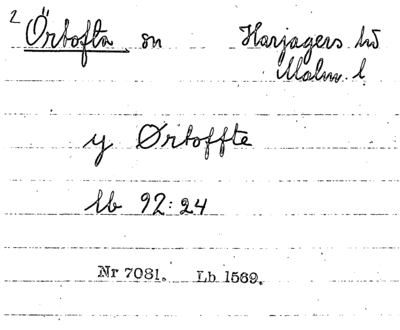 2 Örtofta sn Harjagers hd
Malm. l
y Ørtoffte
lb 92:24
Nr 7081. Lb 1569.